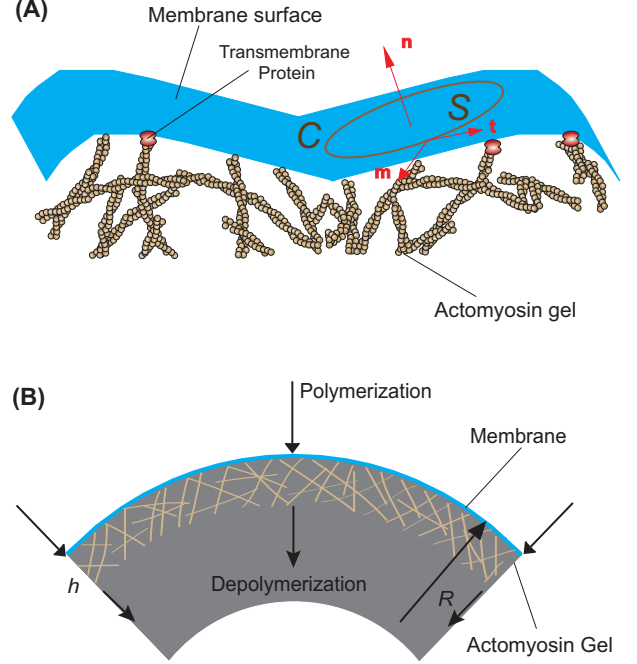 (A)
Membrane surface
Transmembrane
Protein
n
S
C
t
m
Actomyosin gel
(B)
Polymerization
Membrane
h
Depolymerization
R
Actomyosin Gel